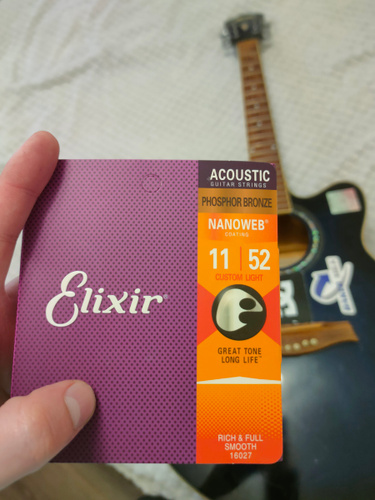 ACOUSTIC
GUITAR STRINGS
PHOSPHOR BRONZE
NANOWEB®
COATING
11 | 52
CUSTOM LIGHT
Elixir
GREAT TONE
LONG LIFE™
RICH & FULL
SMOOTH
16027